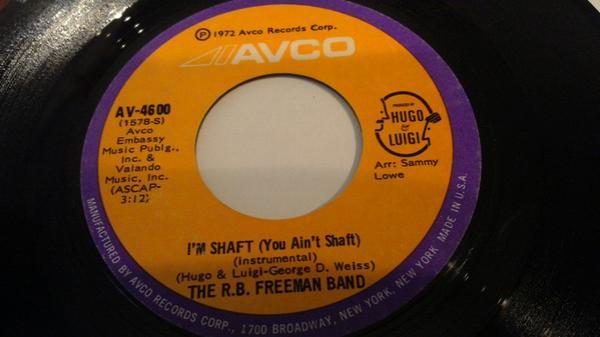 Ⓟ1972 Avco Records Corp.
AVCO
AV-4600
(1578-S)
Avco
Embassy
Music Publg.,
Inc. &
Valando
Music, Inc.
(ASCAP-
3:12)
PRODUCED BY
HUGO
&
LUIGI
Arr: Sammy
Lowe
I'M SHAFT (You Ain't Shaft)
(instrumental)
(Hugo & Luigi-George D. Weiss)
THE R.B. FREEMAN BAND
MANUFACTURED BY AVCO RECORDS CORP., 1700 BROADWAY, NEW YORK, NEW YORK. MADE IN U.S.A.